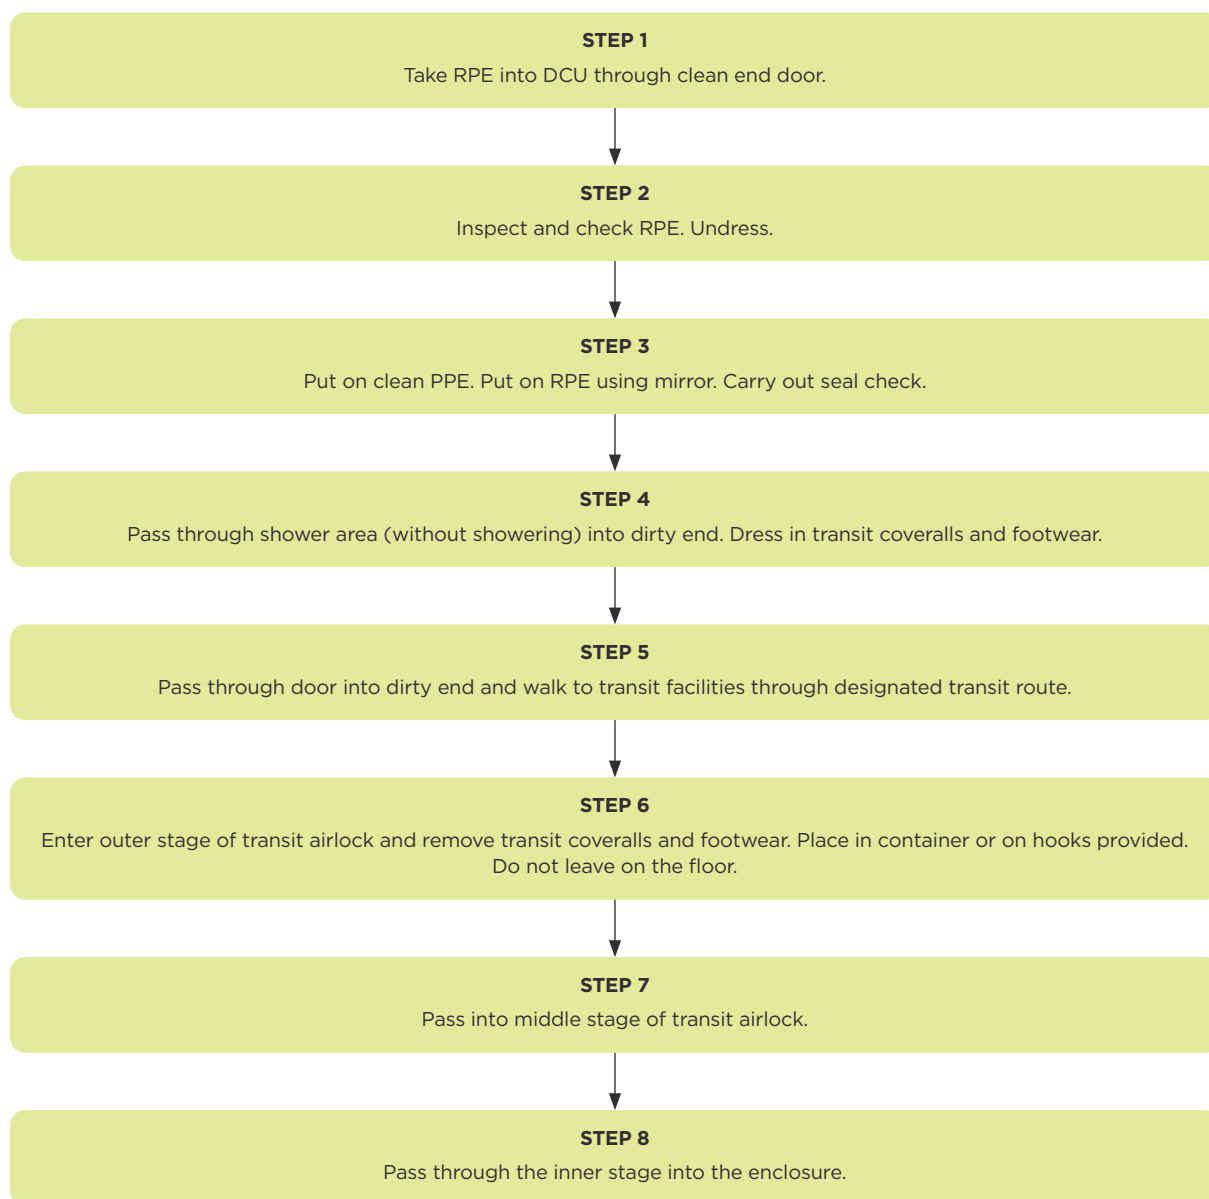 STEP 1
Take RPE into DCU through clean end door.
STEP 2
Inspect and check RPE. Undress.
STEP 3
Put on clean PPE. Put on RPE using mirror. Carry out seal check.
STEP 4
Pass through shower area (without showering) into dirty end. Dress in transit coveralls and footwear.
STEP 5
Pass through door into dirty end and walk to transit facilities through designated transit route.
STEP 6
Enter outer stage of transit airlock and remove transit coveralls and footwear. Place in container or on hooks provided.
Do not leave on the floor.
STEP 7
Pass into middle stage of transit airlock.
STEP 8
Pass through the inner stage into the enclosure.